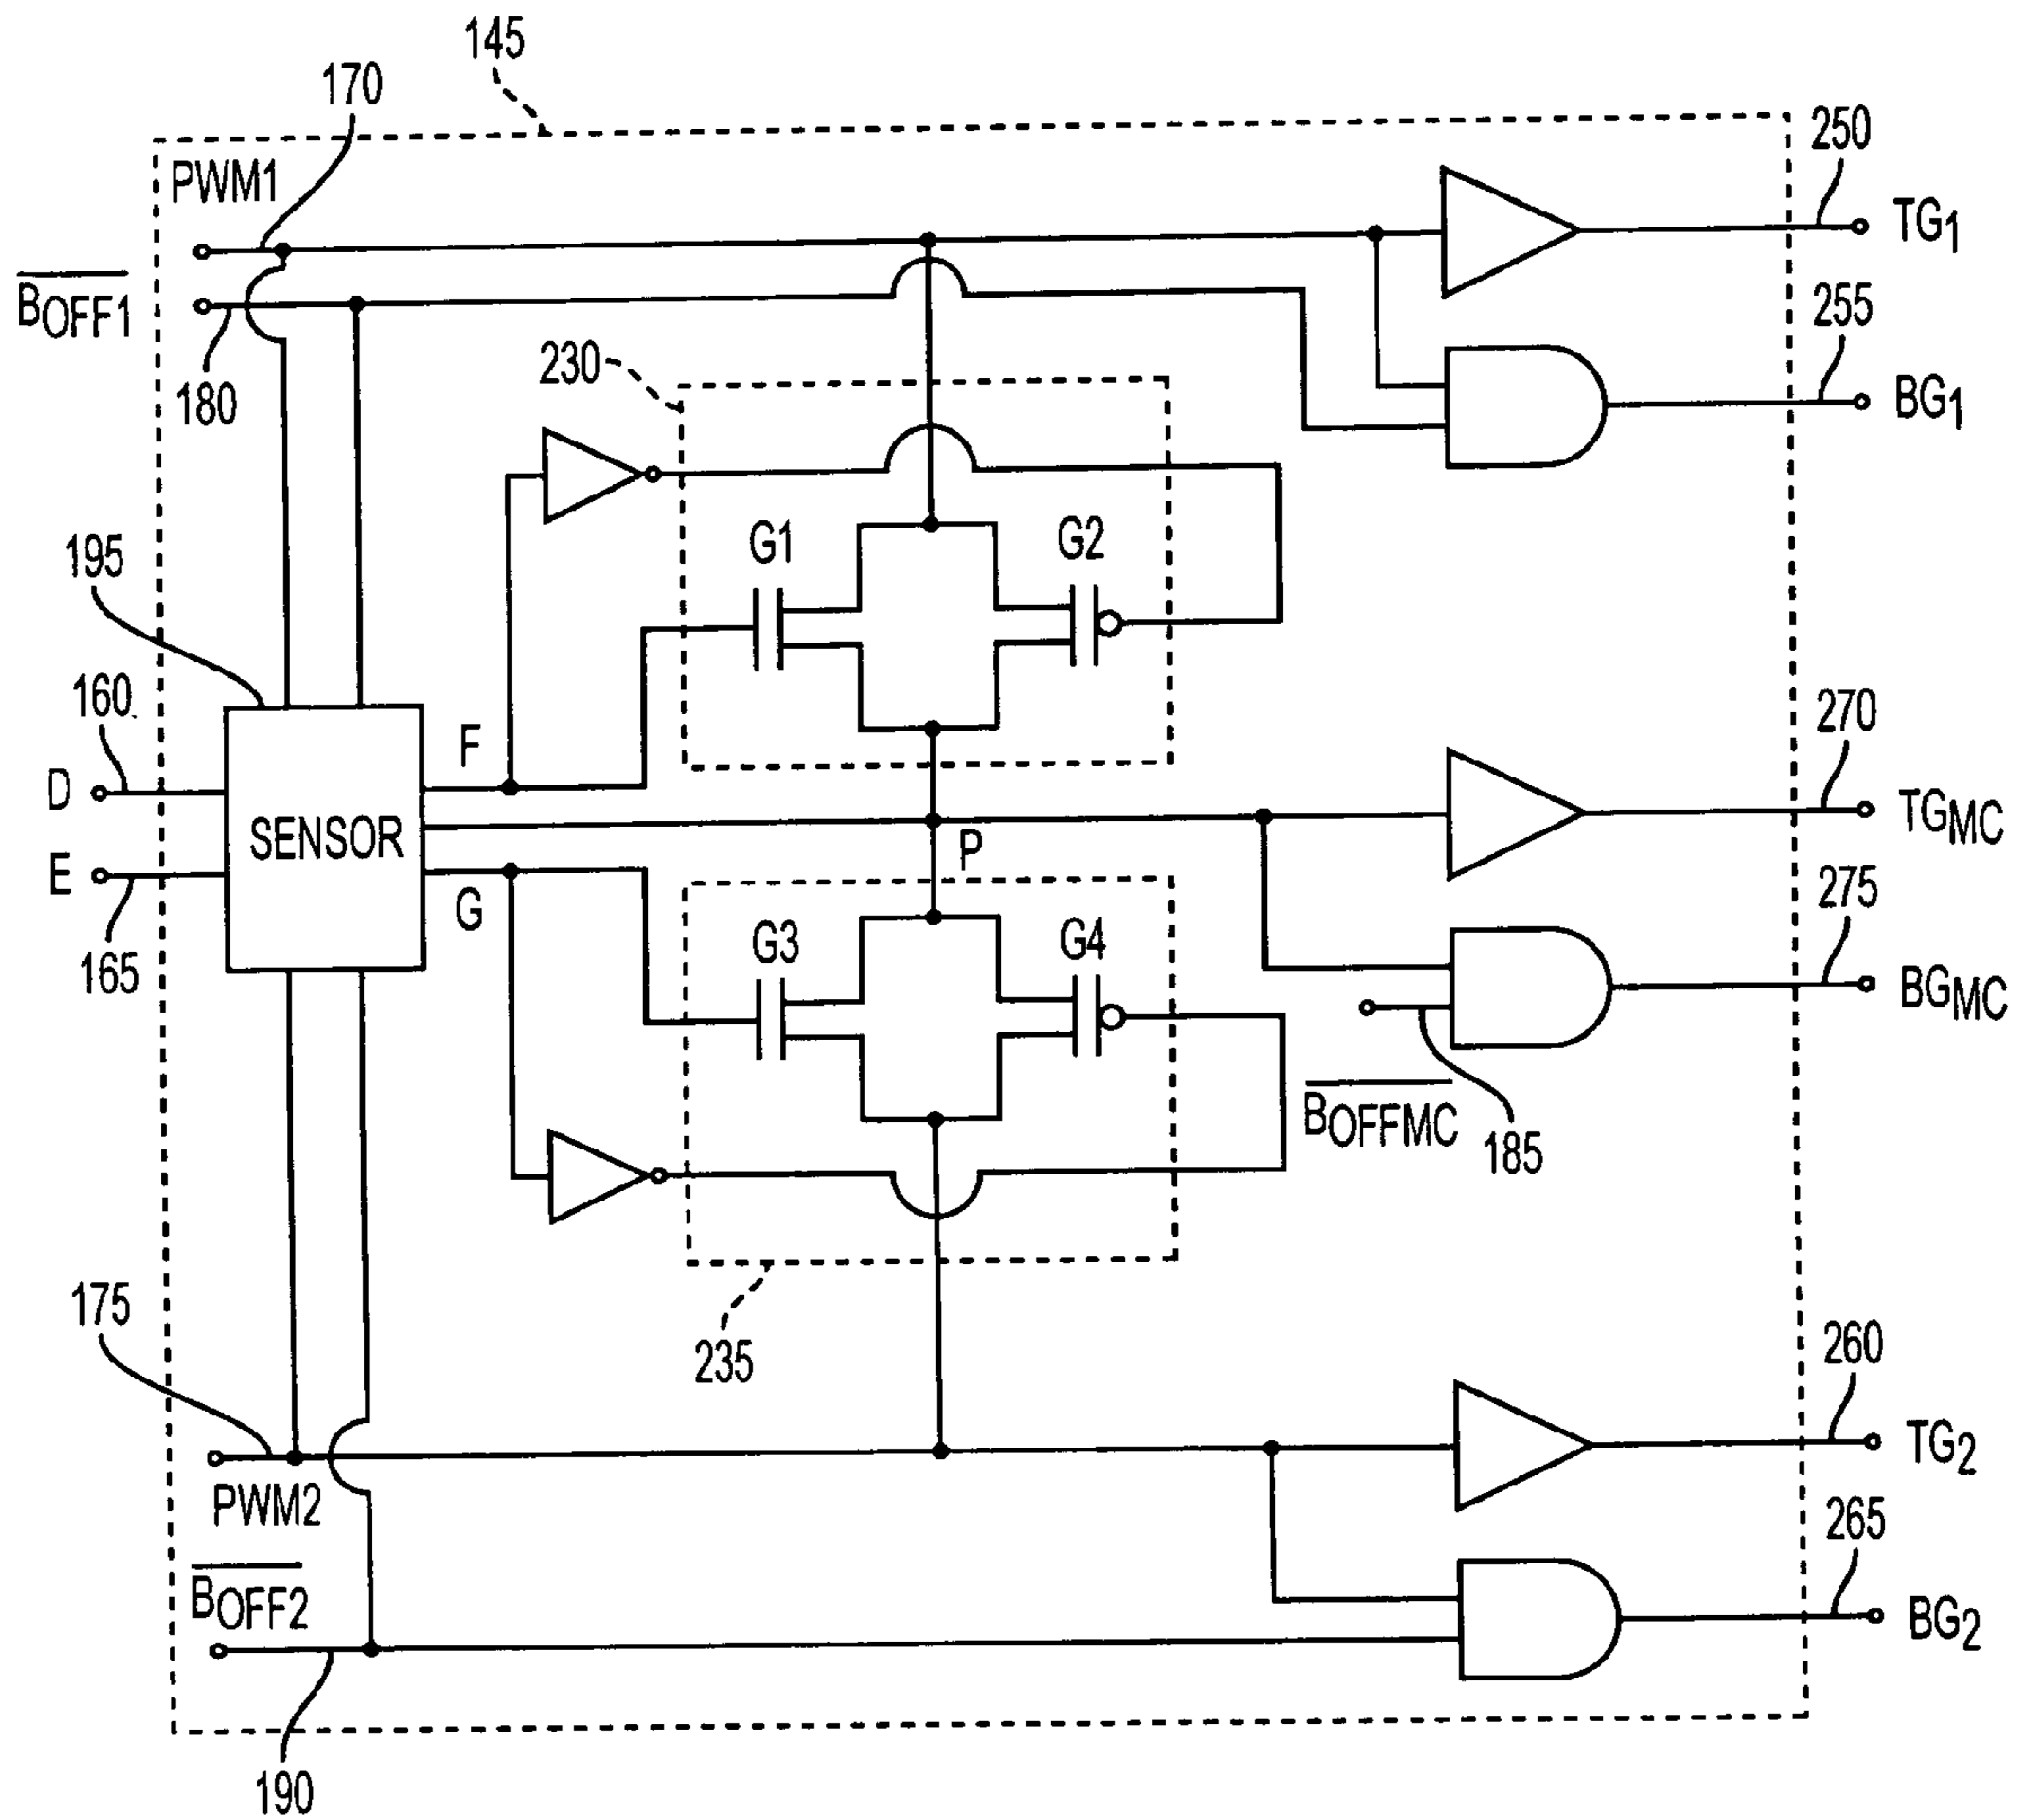 145
170
PWM1
250
TG1
BOFF1
180
255
BG1
230
G1
G2
195
160
D
SENSOR
F
270
TGMC
E
165
G
P
275
BGMC
G3
G4
BOFFMC
185
175
235
260
TG2
PWM2
265
BOFF2
BG2
190